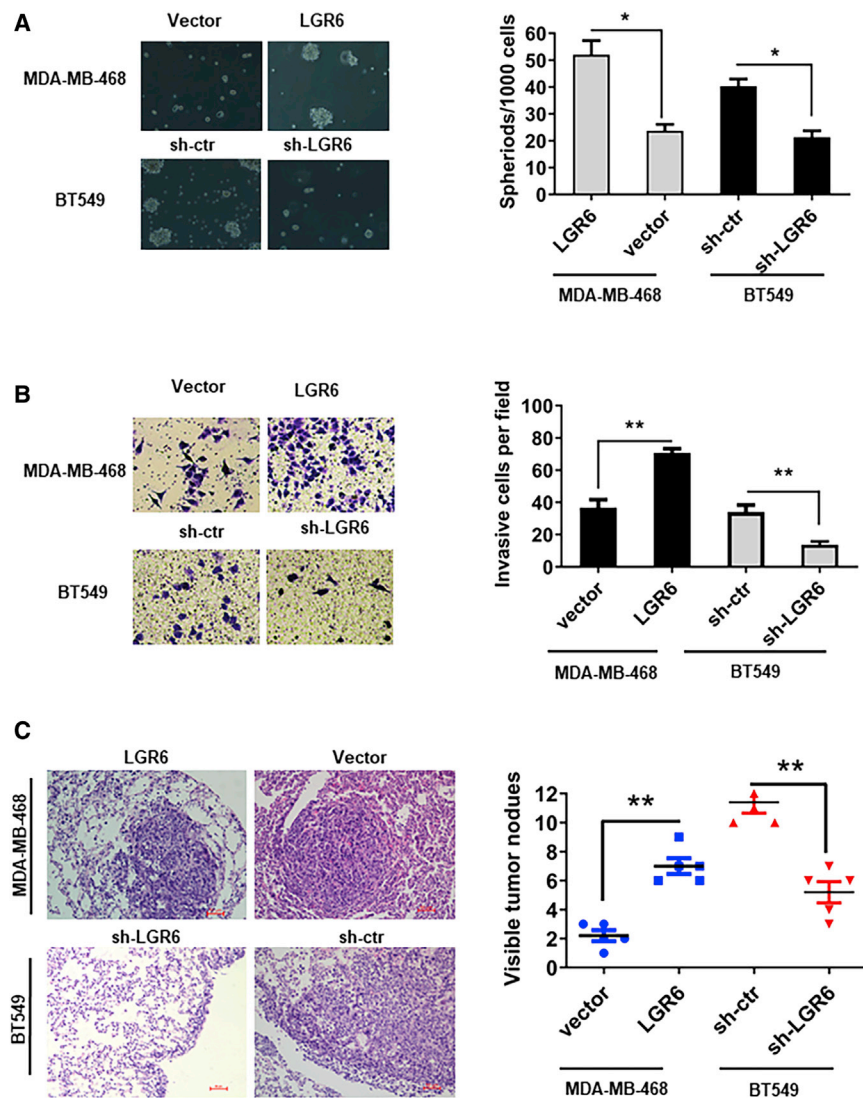 A
Vector
LGR6
MDA-MB-468
sh-ctr
sh-LGR6
BT549
Spheriods/1000 cells
60
50
40
30
20
10
0
*
*
LGR6
vector
sh-ctr
sh-LGR6
MDA-MB-468
BT549
B
Vector
LGR6
MDA-MB-468
sh-ctr
sh-LGR6
BT549
Invasive cells per field
100
80
60
40
20
0
**
**
vector
LGR6
sh-ctr
sh-LGR6
MDA-MB-468
BT549
C
LGR6
Vector
MDA-MB-468
sh-LGR6
sh-ctr
BT549
Visible tumor nodues
12
10
8
6
4
2
0
**
**
vector
LGR6
sh-ctr
sh-LGR6
MDA-MB-468
BT549